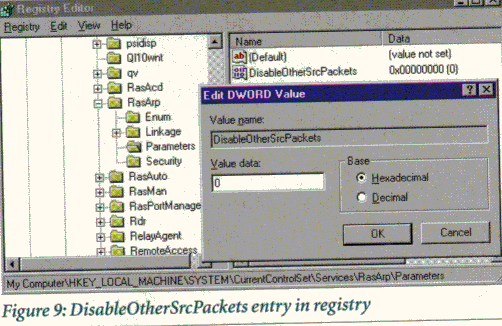 Registry Editor
Registry Edit View Help
psidisp
Ql10wnt
qv
RasAcd
RasArp
Enum
Linkage
Parameters
Security
RasAuto
RasMan
RasPortManage
Rdr
RelayAgent
RemoteAccess
Name Data
(Default) (value not set)
DisableOtherSrcPackets 0x00000000 (0)
Edit DWORD Value
Value name:
DisableOtherSrcPackets
Value data:
0
Base
Hexadecimal
Decimal
OK Cancel
My Computer\HKEY_LOCAL_MACHINE\SYSTEM\CurrentControlSet\Services\RasArp\Parameters
Figure 9: DisableOtherSrcPackets entry in registry